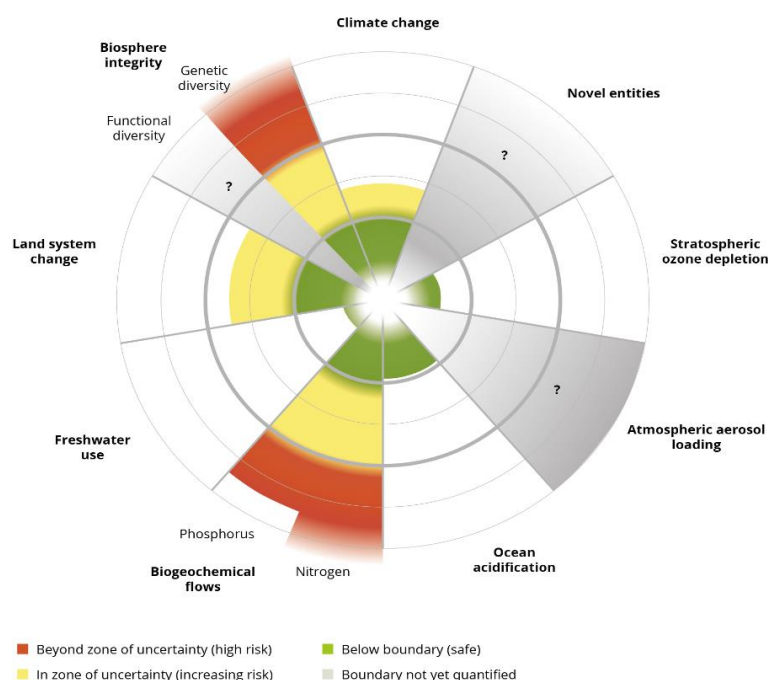 Climate change
Biosphere
integrity
Genetic
diversity
Novel entities
Functional
diversity
?
?
Land system
change
Stratospheric
ozone depletion
?
Freshwater
use
Atmospheric aerosol
loading
Phosphorus
Ocean
acidification
Biogeochemical
flows
Nitrogen
Beyond zone of uncertainty (high risk)
Below boundary (safe)
In zone of uncertainty (increasing risk)
Boundary not yet quantified